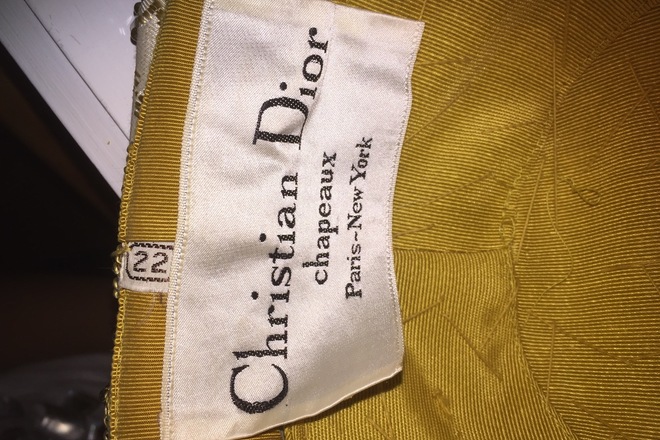 Christian Dior
chapeaux
Paris~New York
22